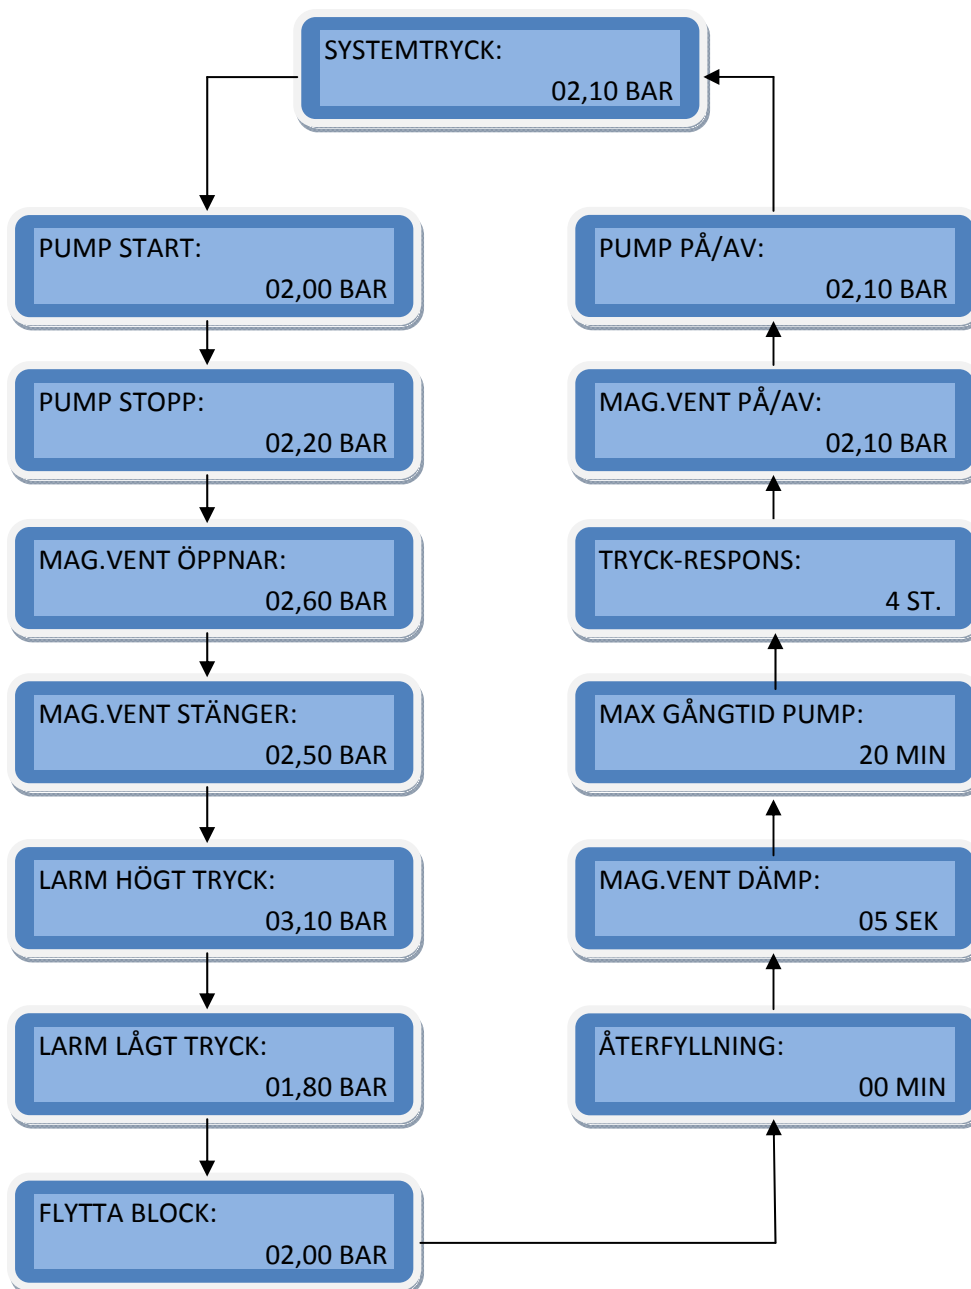 SYSTEMTRYCK:
02,10 BAR
PUMP START:
02,00 BAR
PUMP STOPP:
02,20 BAR
MAG.VENT ÖPPNAR:
02,60 BAR
MAG.VENT STÄNGER:
02,50 BAR
LARM HÖGT TRYCK:
03,10 BAR
LARM LÅGT TRYCK:
01,80 BAR
FLYTTA BLOCK:
02,00 BAR
ÅTERFYLLNING:
00 MIN
MAG.VENT DÄMP:
05 SEK
MAX GÅNGTID PUMP:
20 MIN
TRYCK-RESPONS:
4 ST.
MAG.VENT PÅ/AV:
02,10 BAR
PUMP PÅ/AV:
02,10 BAR